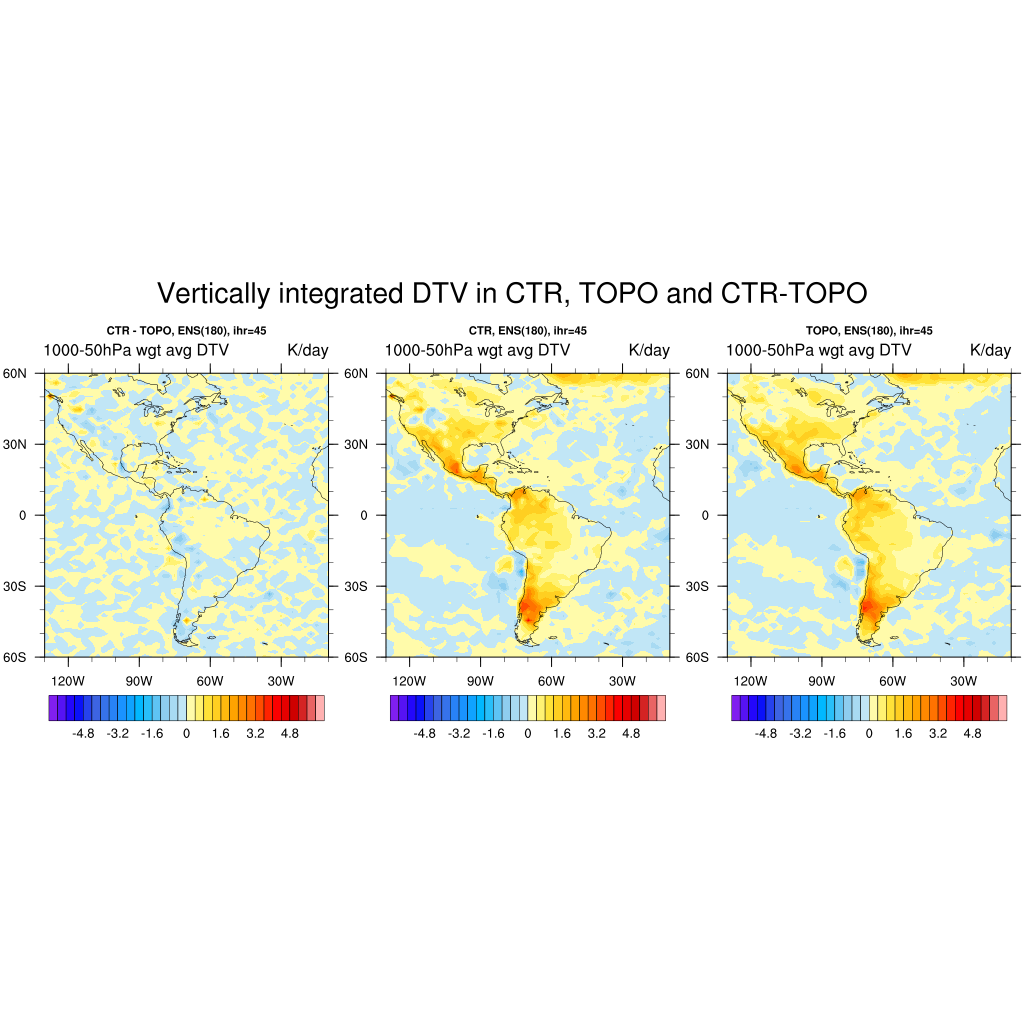 Vertically integrated DTV in CTR, TOPO and CTR-TOPO
CTR - TOPO, ENS(180), ihr=45
1000-50hPa wgt avg DTV K/day
60N
30N
0
30S
60S
120W 90W 60W 30W
-4.8 -3.2 -1.6 0 1.6 3.2 4.8
CTR, ENS(180), ihr=45
1000-50hPa wgt avg DTV K/day
60N
30N
0
30S
60S
120W 90W 60W 30W
-4.8 -3.2 -1.6 0 1.6 3.2 4.8
TOPO, ENS(180), ihr=45
1000-50hPa wgt avg DTV K/day
60N
30N
0
30S
60S
120W 90W 60W 30W
-4.8 -3.2 -1.6 0 1.6 3.2 4.8